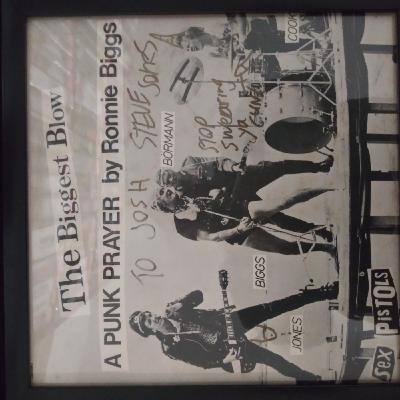 The Biggest Blow
A PUNK PRAYER by Ronnie Biggs
TO JOSH STEVE JONES
BORMANN
STOP
swearing
ya
COOK
BIGGS
JONES
SEX PISTOLS